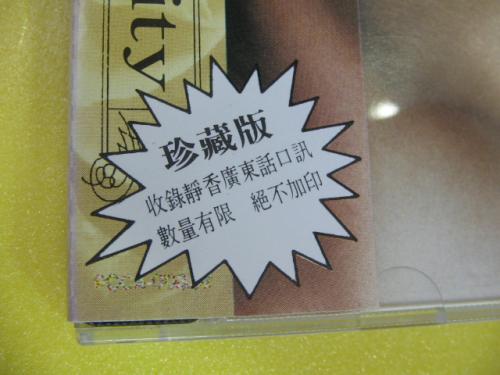 ity
珍藏版
收錄靜香廣東話口訊
數量有限 絕不加印